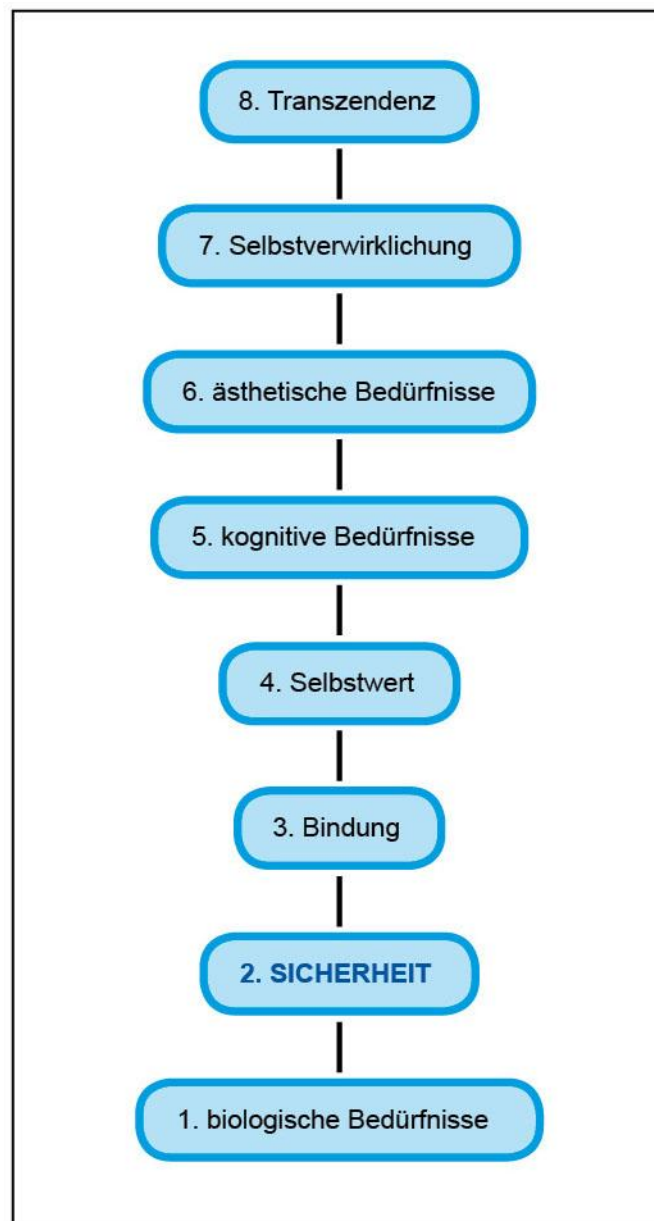 8. Transzendenz
7. Selbstverwirklichung
6. ästhetische Bedürfnisse
5. kognitive Bedürfnisse
4. Selbstwert
3. Bindung
2. SICHERHEIT
1. biologische Bedürfnisse